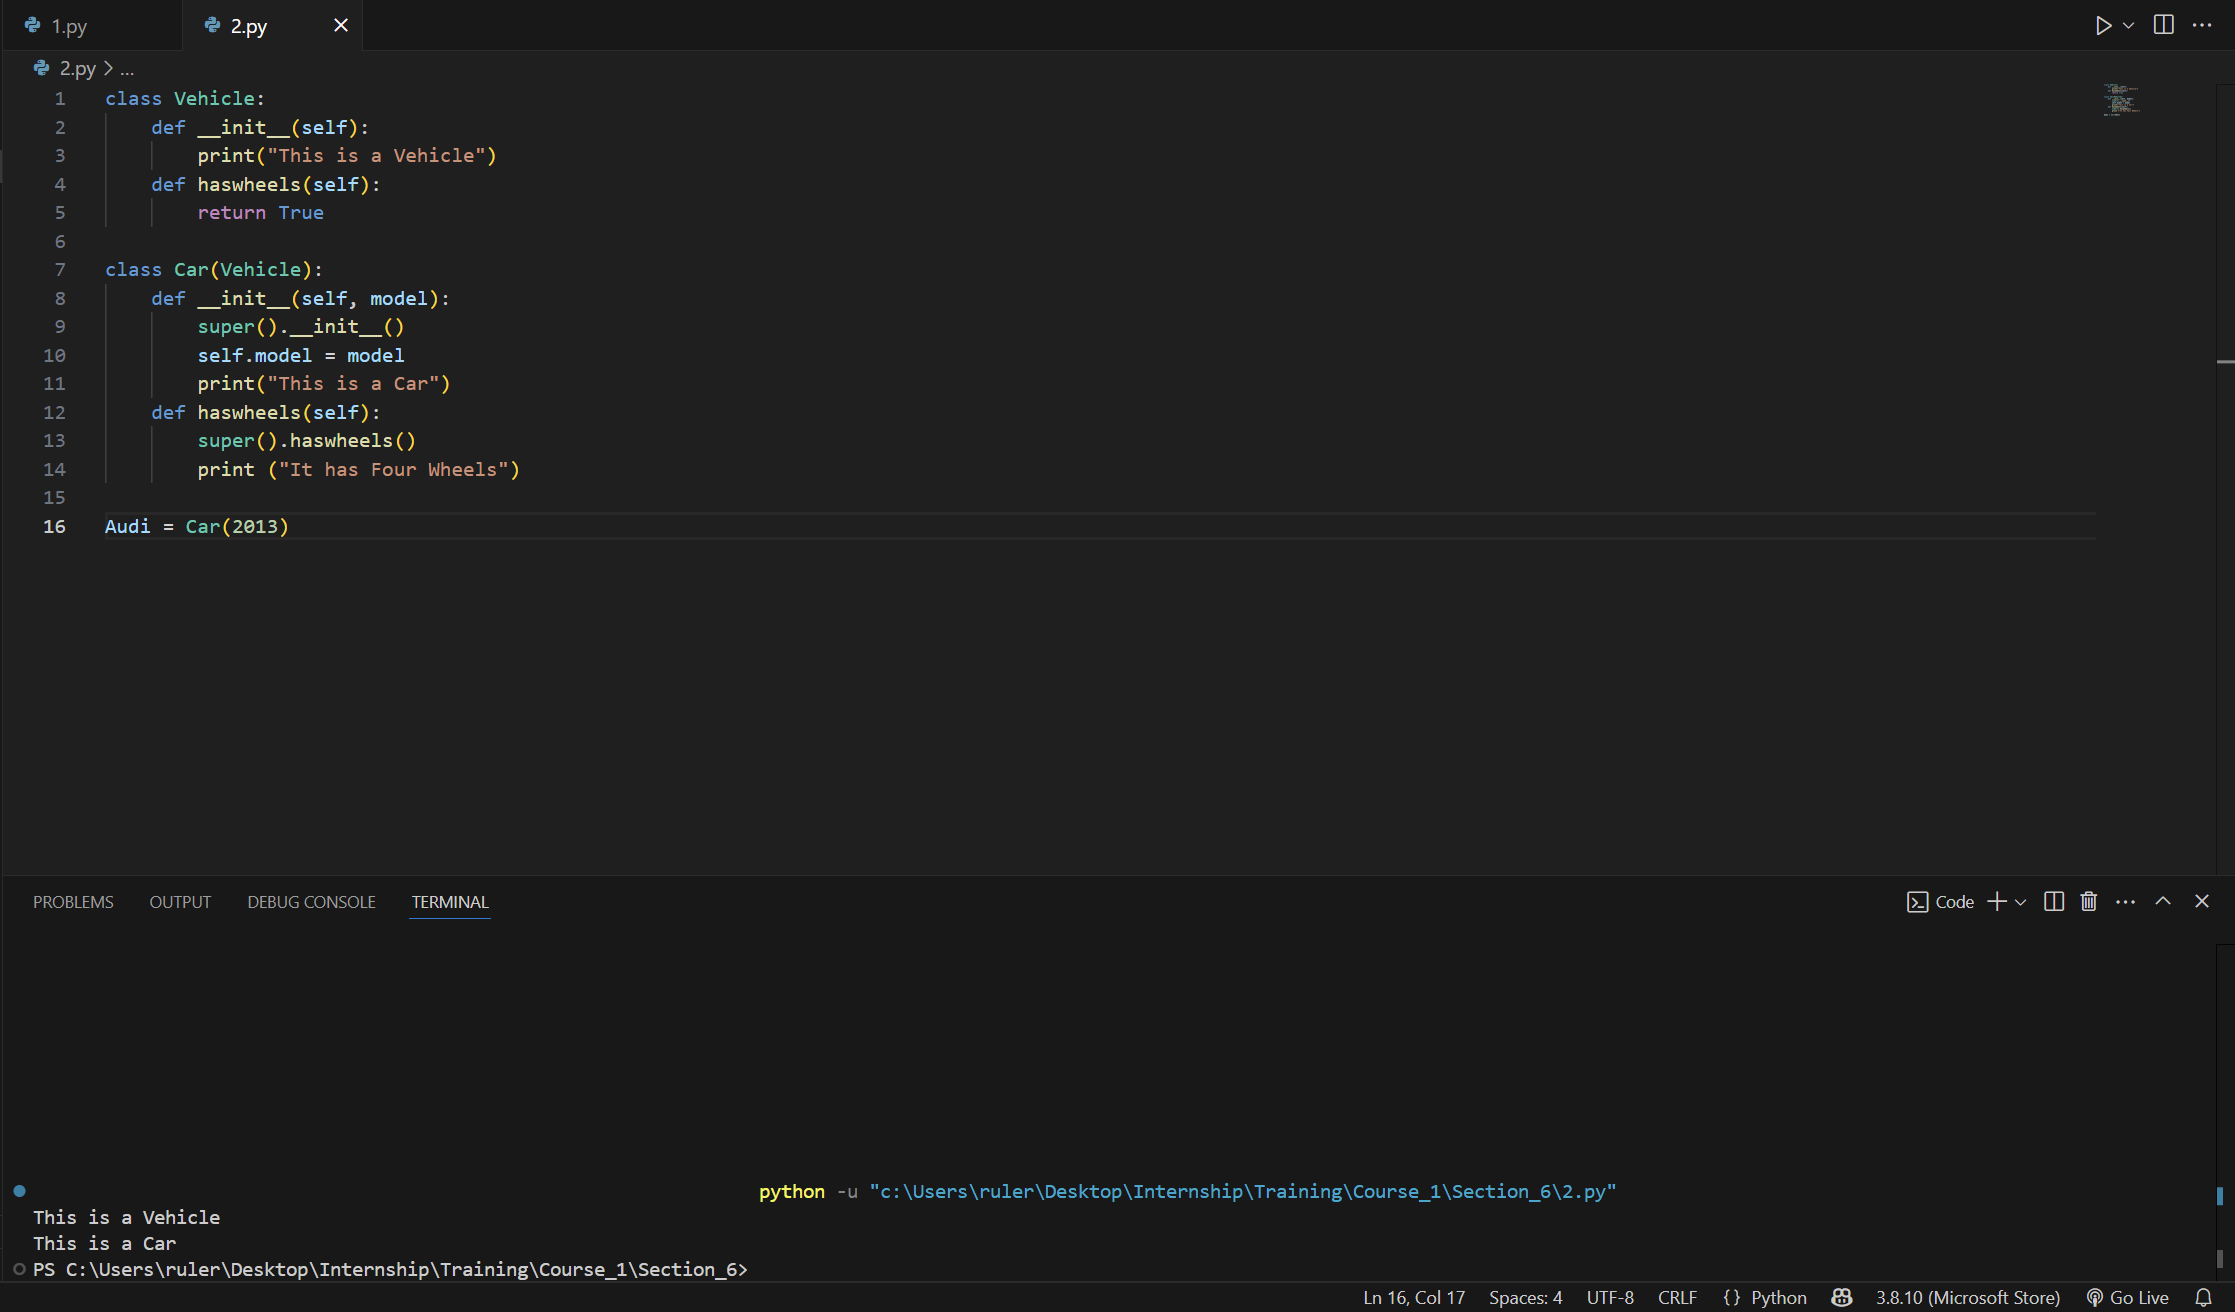 1.py
2.py
2.py > ...
1 class Vehicle:
2     def __init__(self):
3         print("This is a Vehicle")
4     def haswheels(self):
5         return True
6
7 class Car(Vehicle):
8     def __init__(self, model):
9         super().__init__()
10         self.model = model
11         print("This is a Car")
12     def haswheels(self):
13         super().haswheels()
14         print ("It has Four Wheels")
15
16 Audi = Car(2013)
PROBLEMS OUTPUT DEBUG CONSOLE TERMINAL Code
python -u "c:\Users\ruler\Desktop\Internship\Training\Course_1\Section_6\2.py"
This is a Vehicle
This is a Car
PS C:\Users\ruler\Desktop\Internship\Training\Course_1\Section_6>
Ln 16, Col 17 Spaces: 4 UTF-8 CRLF {} Python 3.8.10 (Microsoft Store) Go Live